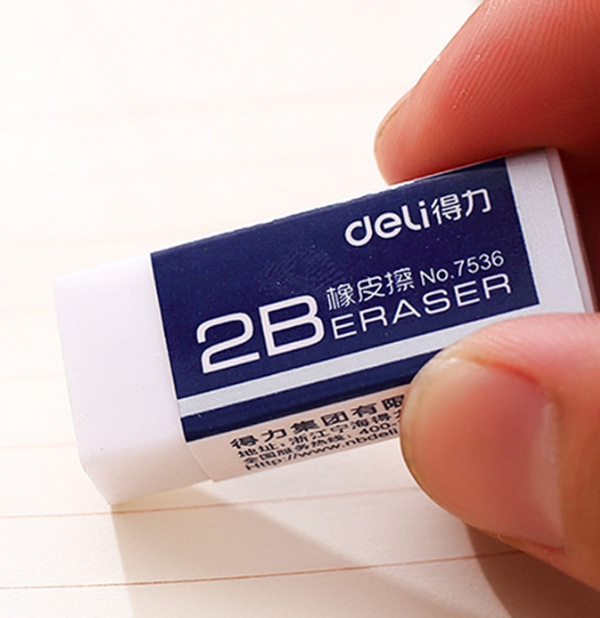 deli得力
2B 橡皮擦 No.7536
ERASER
得力集团有限
地址：浙江宁海得
全国服务热线：400-
Http://www.nbdeli